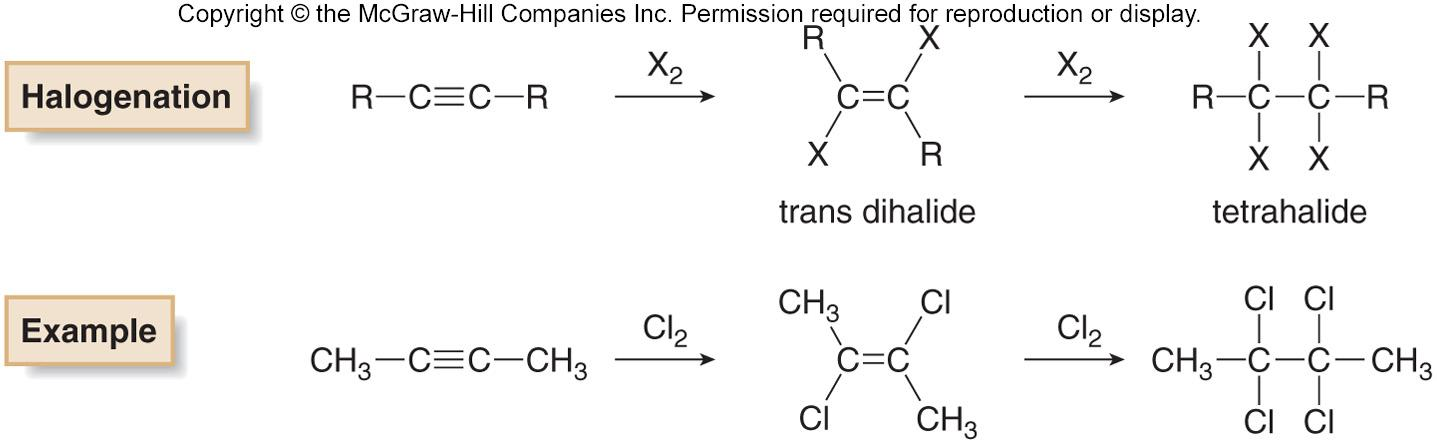 Copyright © the McGraw-Hill Companies Inc. Permission required for reproduction or display.
Halogenation
R—C≡C—R
X₂
R X
C=C
X R
trans dihalide
X₂
X X
R—C—C—R
X X
tetrahalide
Example
CH₃—C≡C—CH₃
Cl₂
CH₃ Cl
C=C
Cl CH₃
Cl₂
Cl Cl
CH₃—C—C—CH₃
Cl Cl